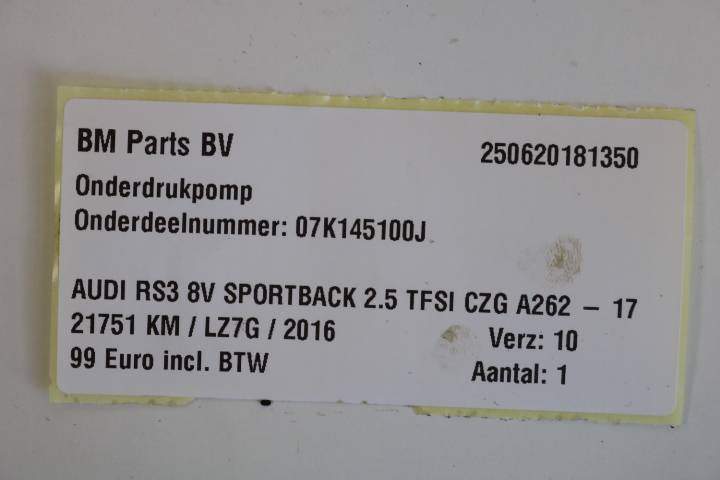 BM Parts BV 250620181350
Onderdrukpomp
Onderdeelnummer: 07K145100J
AUDI RS3 8V SPORTBACK 2.5 TFSI CZG A262 – 17
21751 KM / LZ7G / 2016 Verz: 10
99 Euro incl. BTW Aantal: 1